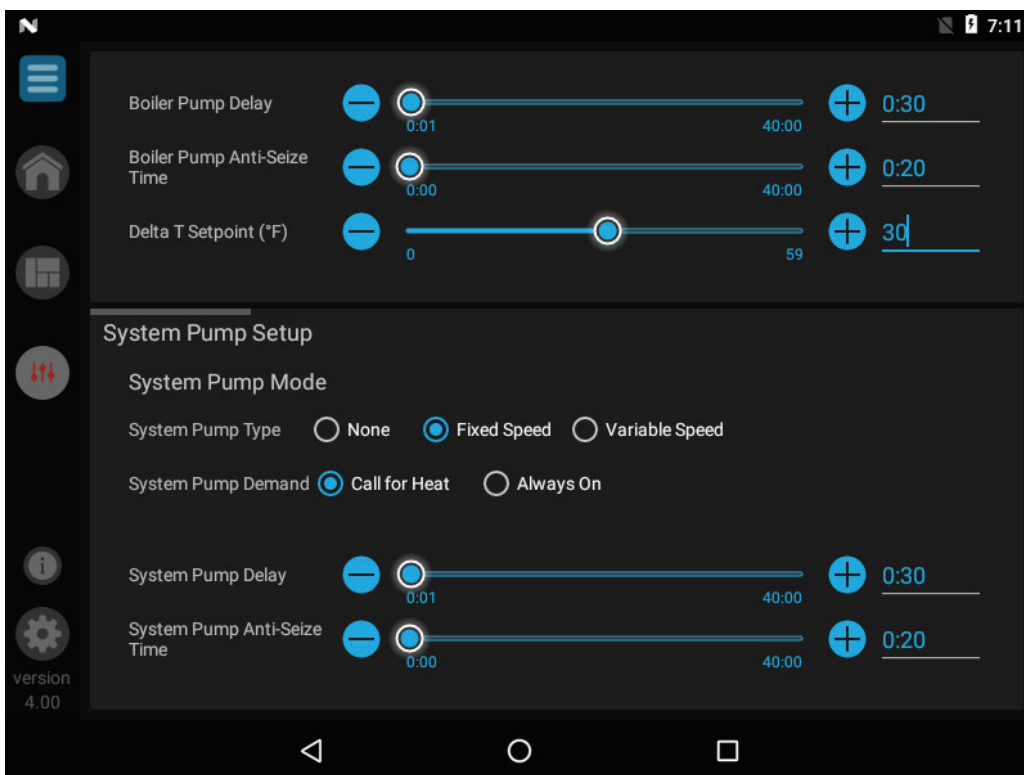 7:11
Boiler Pump Delay
0:01
40:00
0:30
Boiler Pump Anti-Seize
Time
0:00
40:00
0:20
Delta T Setpoint (°F)
0
59
30
System Pump Setup
System Pump Mode
System Pump Type None Fixed Speed Variable Speed
System Pump Demand Call for Heat Always On
System Pump Delay
0:01
40:00
0:30
System Pump Anti-Seize
Time
0:00
40:00
0:20
version
4.00